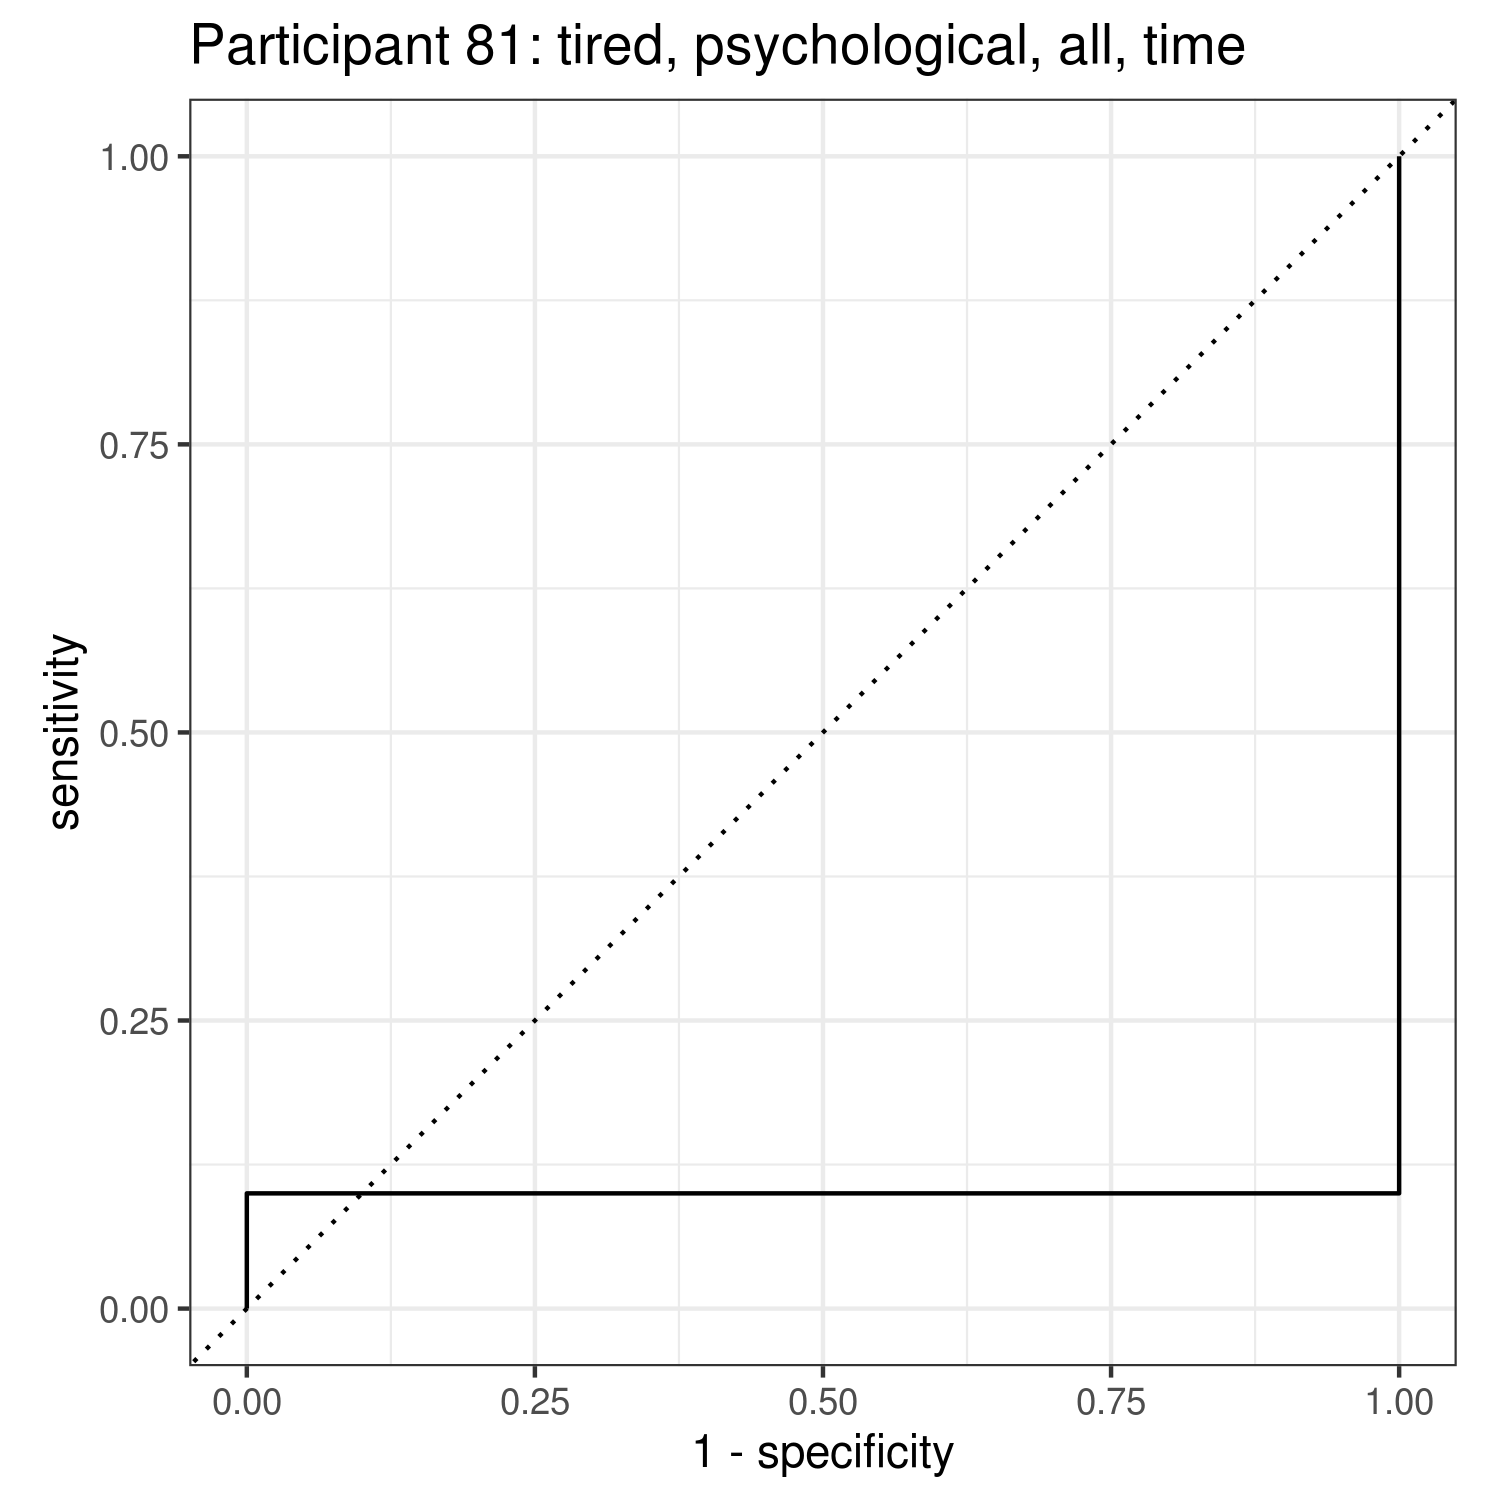 Participant 81: tired, psychological, all, time
1.00
0.75
0.50
0.25
0.00
sensitivity
0.00 0.25 0.50 0.75 1.00
1 - specificity